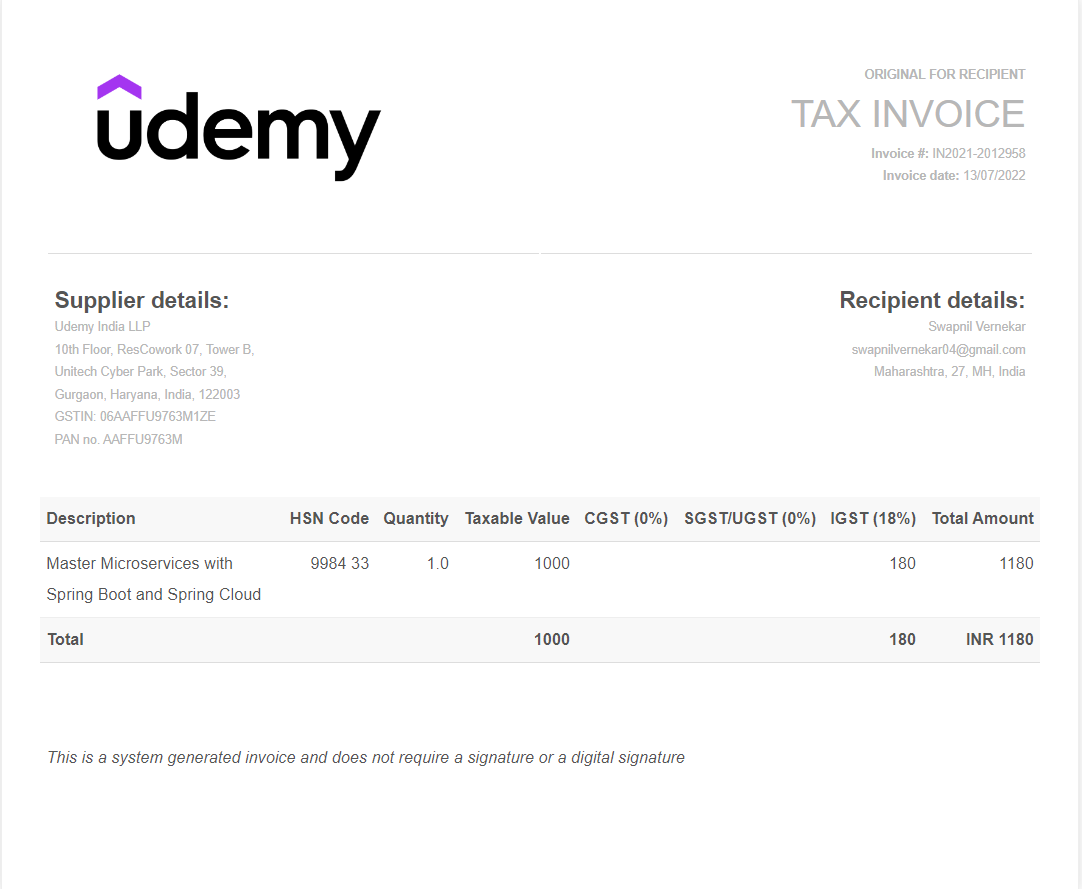 udemy
ORIGINAL FOR RECIPIENT
TAX INVOICE
Invoice #: IN2021-2012958
Invoice date: 13/07/2022
Supplier details:
Udemy India LLP
10th Floor, ResCowork 07, Tower B,
Unitech Cyber Park, Sector 39,
Gurgaon, Haryana, India, 122003
GSTIN: 06AAFFU9763M1ZE
PAN no. AAFFU9763M
Recipient details:
Swapnil Vernekar
swapnilvernekar04@gmail.com
Maharashtra, 27, MH, India
Description HSN Code Quantity Taxable Value CGST (0%) SGST/UGST (0%) IGST (18%) Total Amount
Master Microservices with 9984 33 1.0 1000 180 1180
Spring Boot and Spring Cloud
Total 1000 180 INR 1180
This is a system generated invoice and does not require a signature or a digital signature